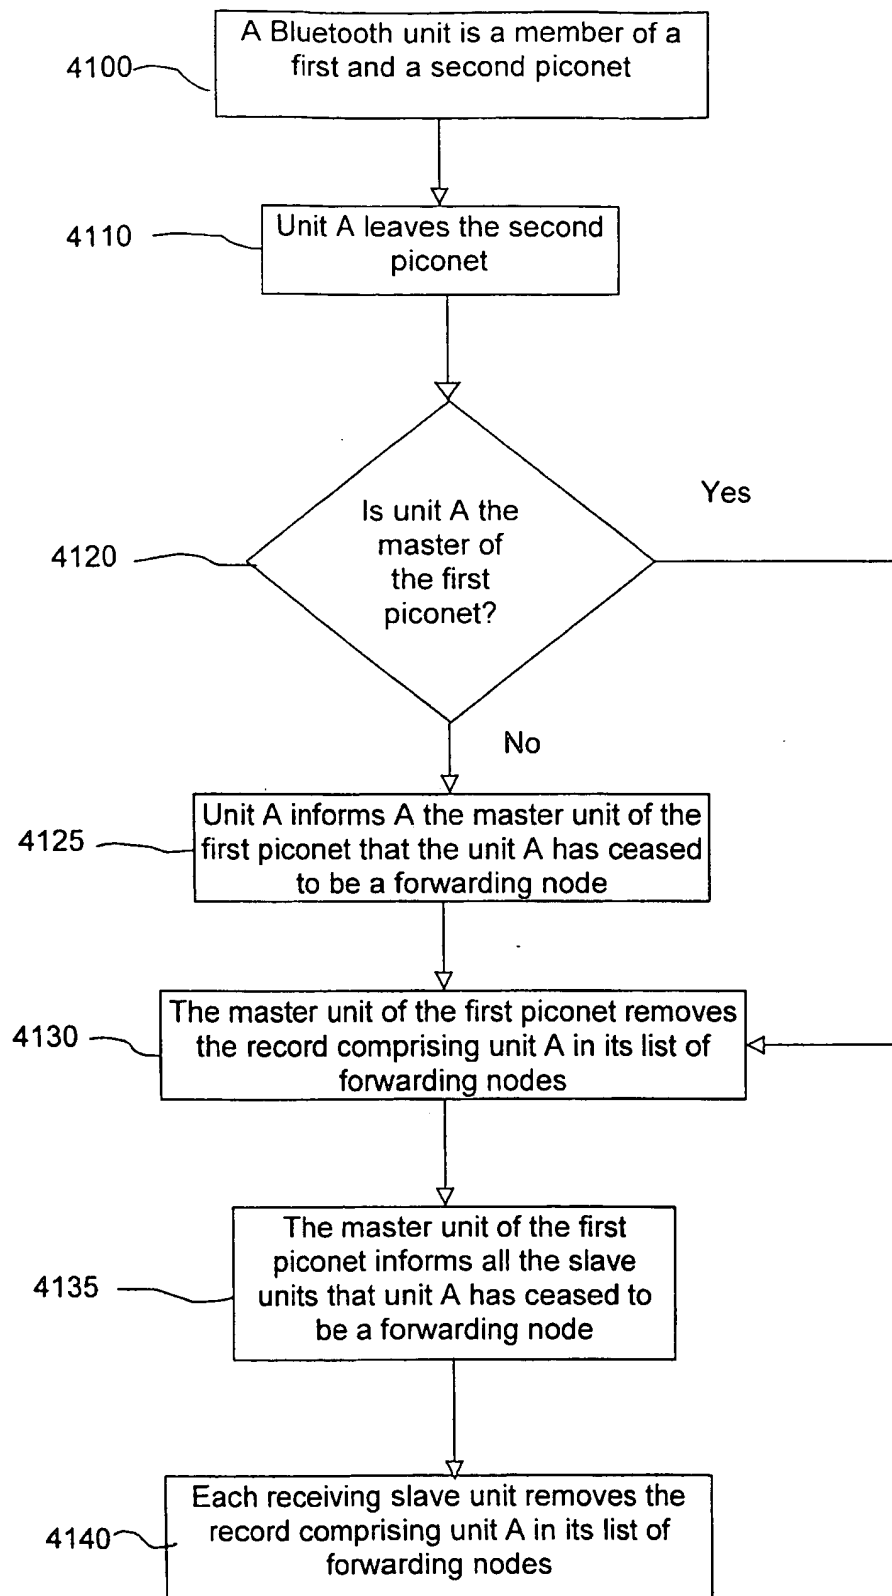 A Bluetooth unit is a member of a
first and a second piconet
4100
Unit A leaves the second
piconet
4110
Is unit A the
master of
the first
piconet?
4120
Yes
No
Unit A informs A the master unit of the
first piconet that the unit A has ceased
to be a forwarding node
4125
The master unit of the first piconet removes
the record comprising unit A in its list of
forwarding nodes
4130
The master unit of the first
piconet informs all the slave
units that unit A has ceased to
be a forwarding node
4135
Each receiving slave unit removes the
record comprising unit A in its list of
forwarding nodes
4140